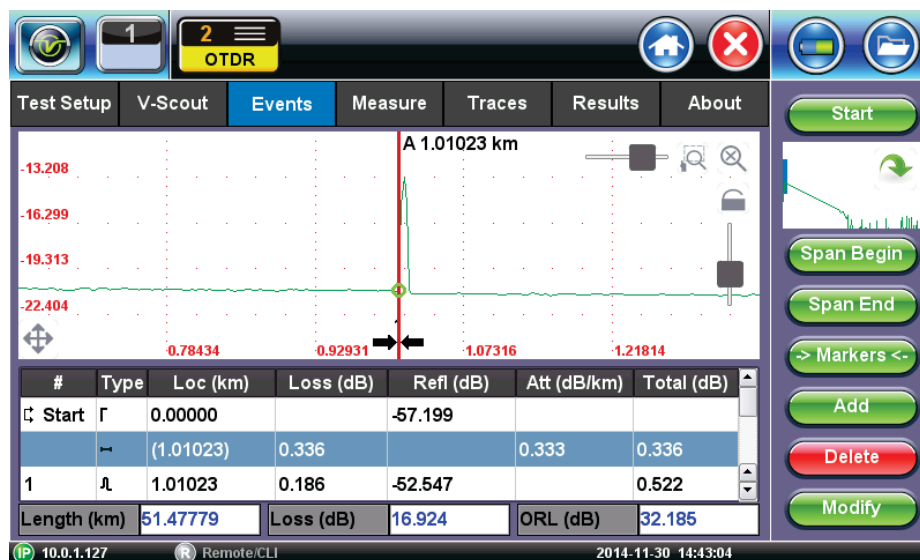 1
2
OTDR
Test Setup V-Scout Events Measure Traces Results About
Start
A 1.01023 km
-13.208
-16.299
-19.313
-22.404
0.78434 0.92931 1.07316 1.21814
Span Begin
Span End
-> Markers <-
Add
Delete
Modify
# Type Loc (km) Loss (dB) Refl (dB) Att (dB/km) Total (dB)
Start 0.00000 -57.199
(1.01023) 0.336 0.333 0.336
1 1.01023 0.186 -52.547 0.522
Length (km) 51.47779 Loss (dB) 16.924 ORL (dB) 32.185
IP 10.0.1.127 R Remote/CLI 2014-11-30 14:43:04